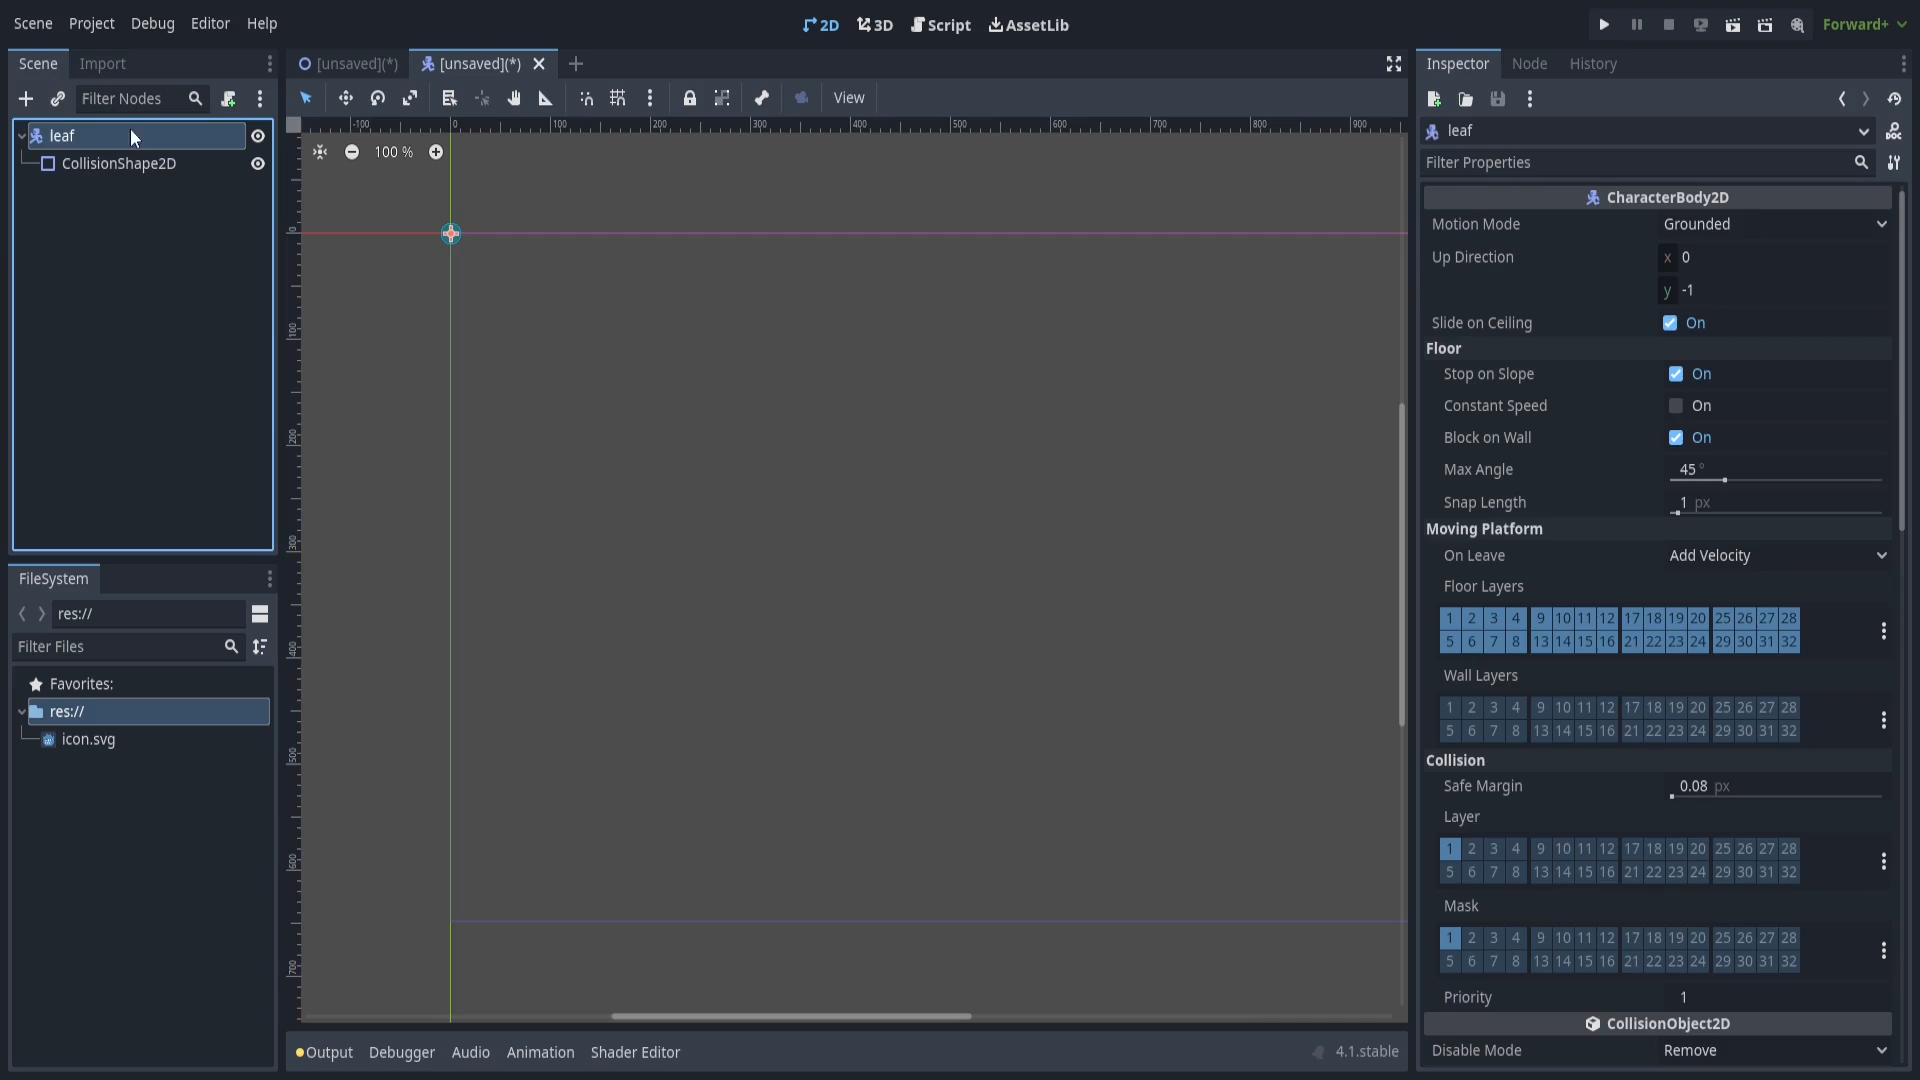 Scene Project Debug Editor Help
2D 3D Script AssetLib
Forward+
Scene Import
[unsaved](*) [unsaved](*)
Inspector Node History
Filter Nodes
View
leaf
CollisionShape2D
-100 0 100 200 300 400 500 600 700 800 900
100 %
0
100
200
300
400
500
600
700
leaf
Filter Properties
CharacterBody2D
Motion Mode Grounded
Up Direction x 0
y -1
Slide on Ceiling On
Floor
Stop on Slope On
Constant Speed On
Block on Wall On
Max Angle 45 °
Snap Length 1 px
Moving Platform
On Leave Add Velocity
Floor Layers
1 2 3 4 9 10 11 12 17 18 19 20 25 26 27 28
5 6 7 8 13 14 15 16 21 22 23 24 29 30 31 32
Wall Layers
1 2 3 4 9 10 11 12 17 18 19 20 25 26 27 28
5 6 7 8 13 14 15 16 21 22 23 24 29 30 31 32
Collision
Safe Margin 0.08 px
Layer
1 2 3 4 9 10 11 12 17 18 19 20 25 26 27 28
5 6 7 8 13 14 15 16 21 22 23 24 29 30 31 32
Mask
1 2 3 4 9 10 11 12 17 18 19 20 25 26 27 28
5 6 7 8 13 14 15 16 21 22 23 24 29 30 31 32
Priority 1
CollisionObject2D
Disable Mode Remove
FileSystem
res://
Filter Files
Favorites:
res://
icon.svg
Output Debugger Audio Animation Shader Editor
4.1.stable